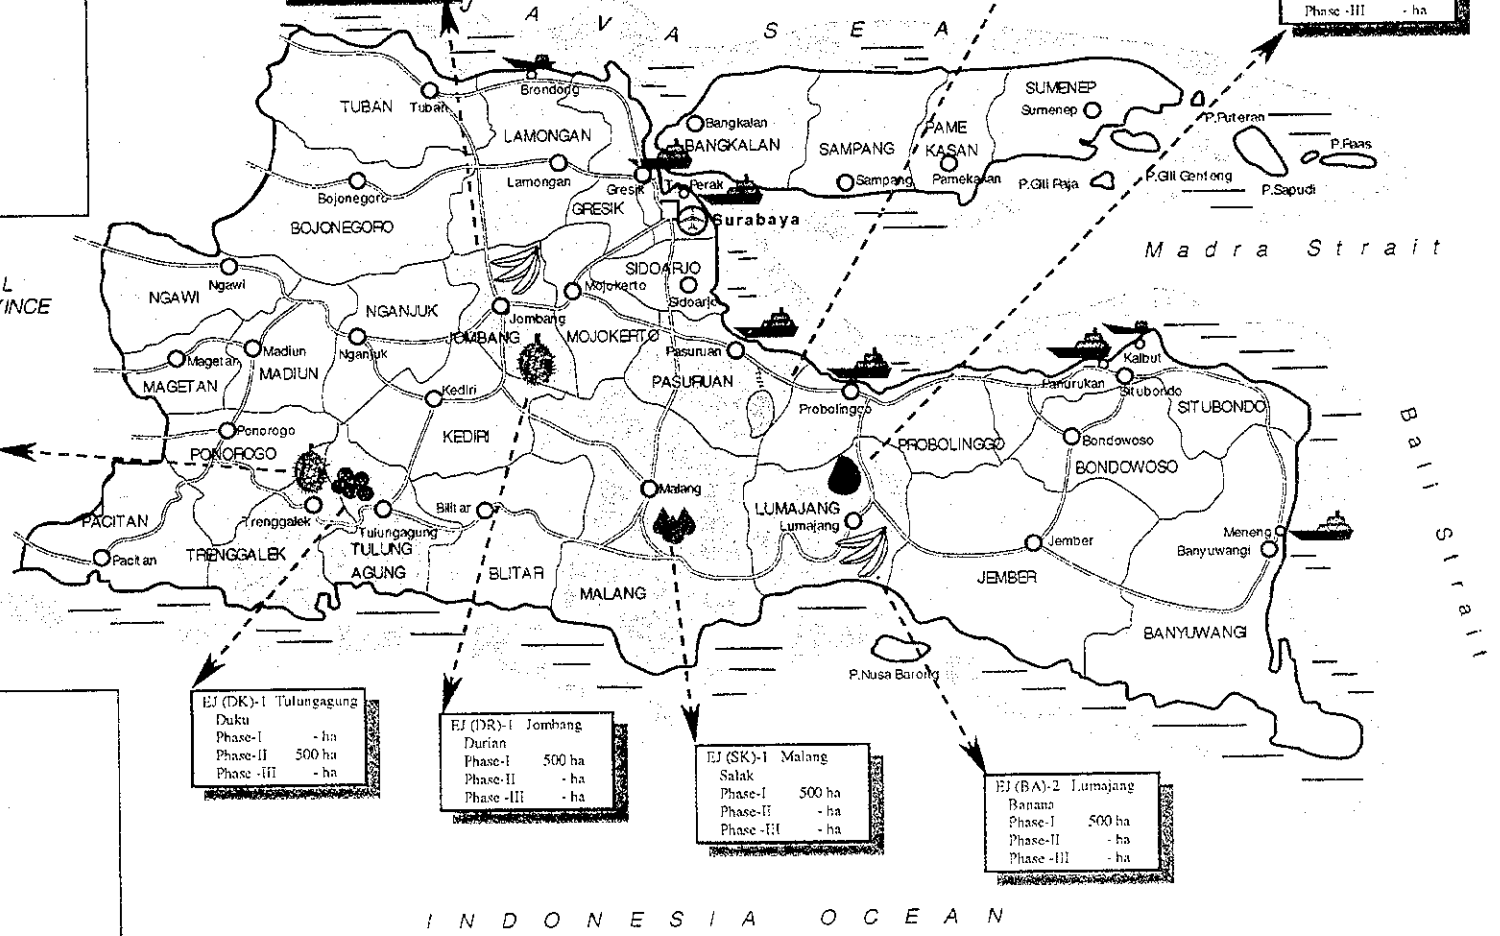 Phase -III - ha
J A V A S E A
SUMENEP
Brondong
TUBAN
Tuban
Sumenep
P.Puteran
Bangkalan
PAME
LAMONGAN
BANGKALAN
SAMPANG
KASAN
P.Raas
Lamongan
Gresik
Perak
Sampang
Pamekasan
P.Gili Raja
P.Gili Genteng
P.Sapudi
Bojonegoro
GRESIK
Surabaya
BOJONEGORO
Madra Strait
SIDOARJO
L
INCE
Ngawi
NGAWI
Mojokerto
Sidoarjo
NGANJUK
Jombang
JOMBANG
MOJOKERTO
Nganjuk
Madiun
Pasuruan
Magetan
MADIUN
PASURUAN
Kalbut
MAGETAN
Panurukan
Situbondo
Kediri
Probolinggo
SITUBONDO
Ponorogo
KEDIRI
PROBOLINGGO
Bondowoso
PONOROGO
BONDOWOSO
Bali Strait
Malang
LUMAJANG
Trenggalek
Blitar
Lumajang
PACITAN
Tulungagung
Meneng
Pacitan
TRENGGALEK
TULUNG
AGUNG
Jember
Banyuwangi
BLITAR
JEMBER
MALANG
BANYUWANGI
P.Nusa Barong
EJ (DK)-1 Tulungagung
Duku
Phase-I - ha
Phase-II 500 ha
Phase -III - ha
EJ (DR)-1 Jombang
Durian
Phase-I 500 ha
Phase-II - ha
Phase -III - ha
EJ (SK)-1 Malang
Salak
Phase-I 500 ha
Phase-II - ha
Phase -III - ha
EJ (BA)-2 Lumajang
Banana
Phase-I 500 ha
Phase-II - ha
Phase -III - ha
INDONESIA OCEAN